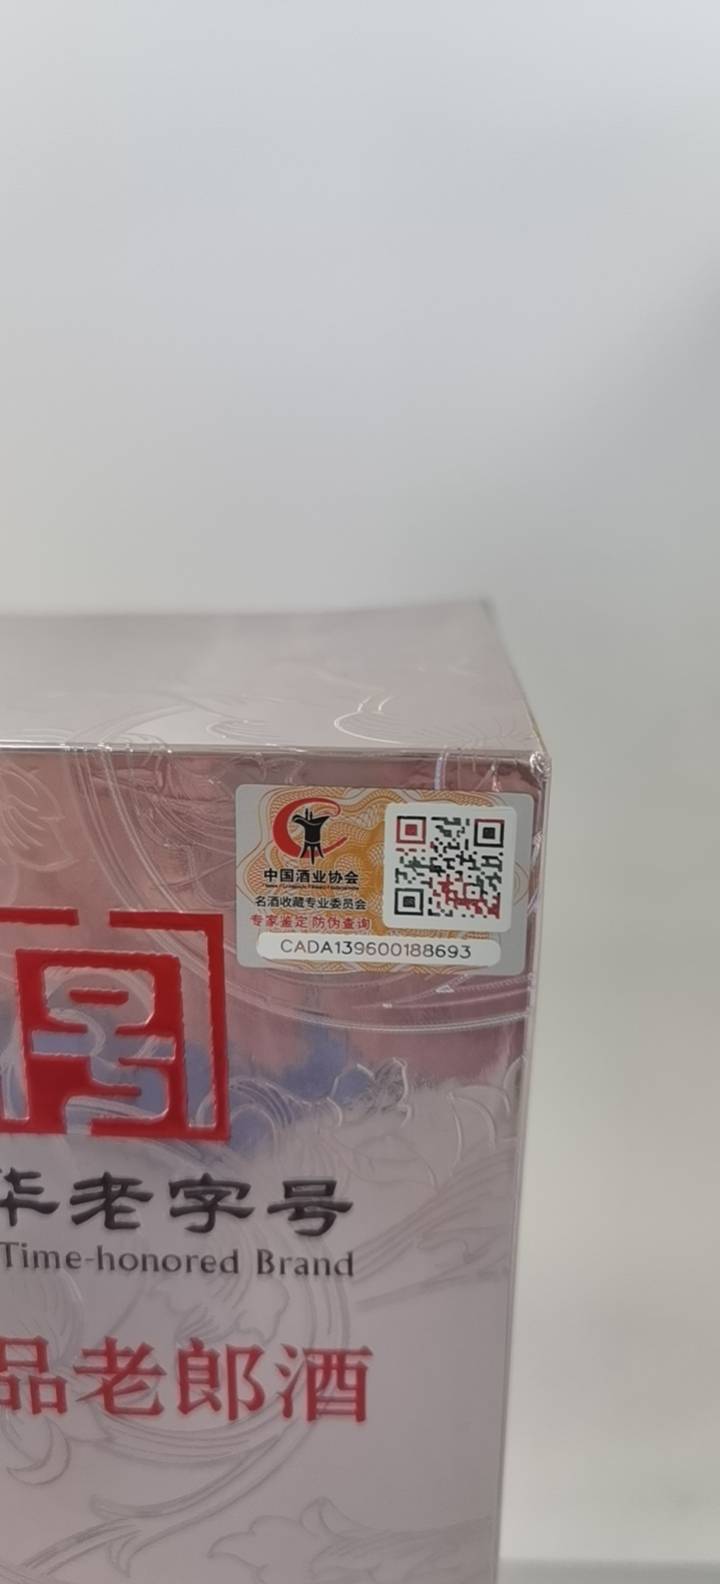 中国酒业协会
名酒收藏专业委员会
专家鉴定 防伪查询
CADA139600188693
华老字号
Time-honored Brand
品老郎酒